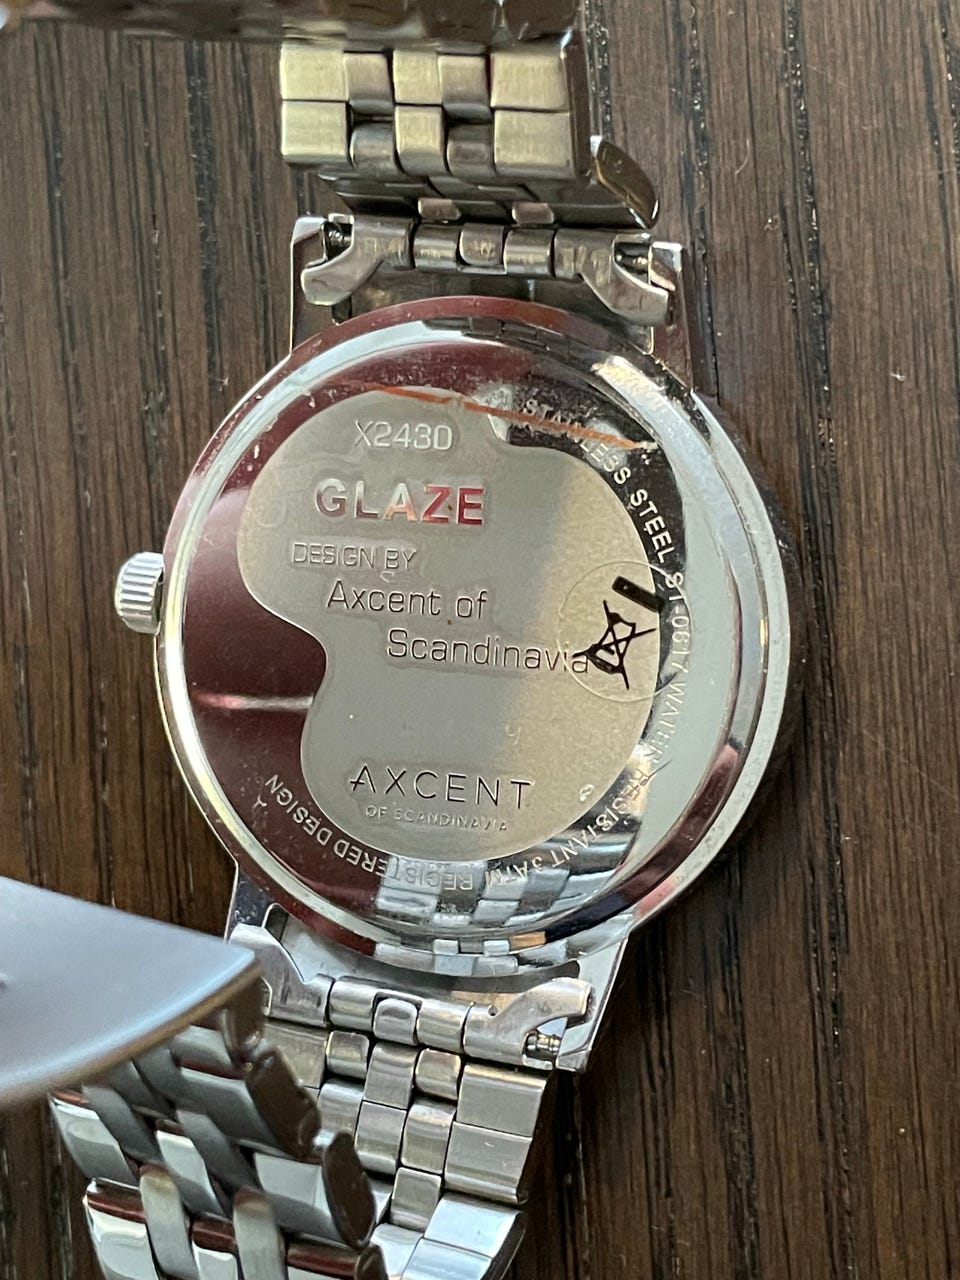 X2430
GLAZE
DESIGN BY
Axcent of
Scandinavia
AXCENT
OF SCANDINAVIA
STAINLESS STEEL ST-0617 WATER RESISTANT 3ATM REGISTERED DESIGN